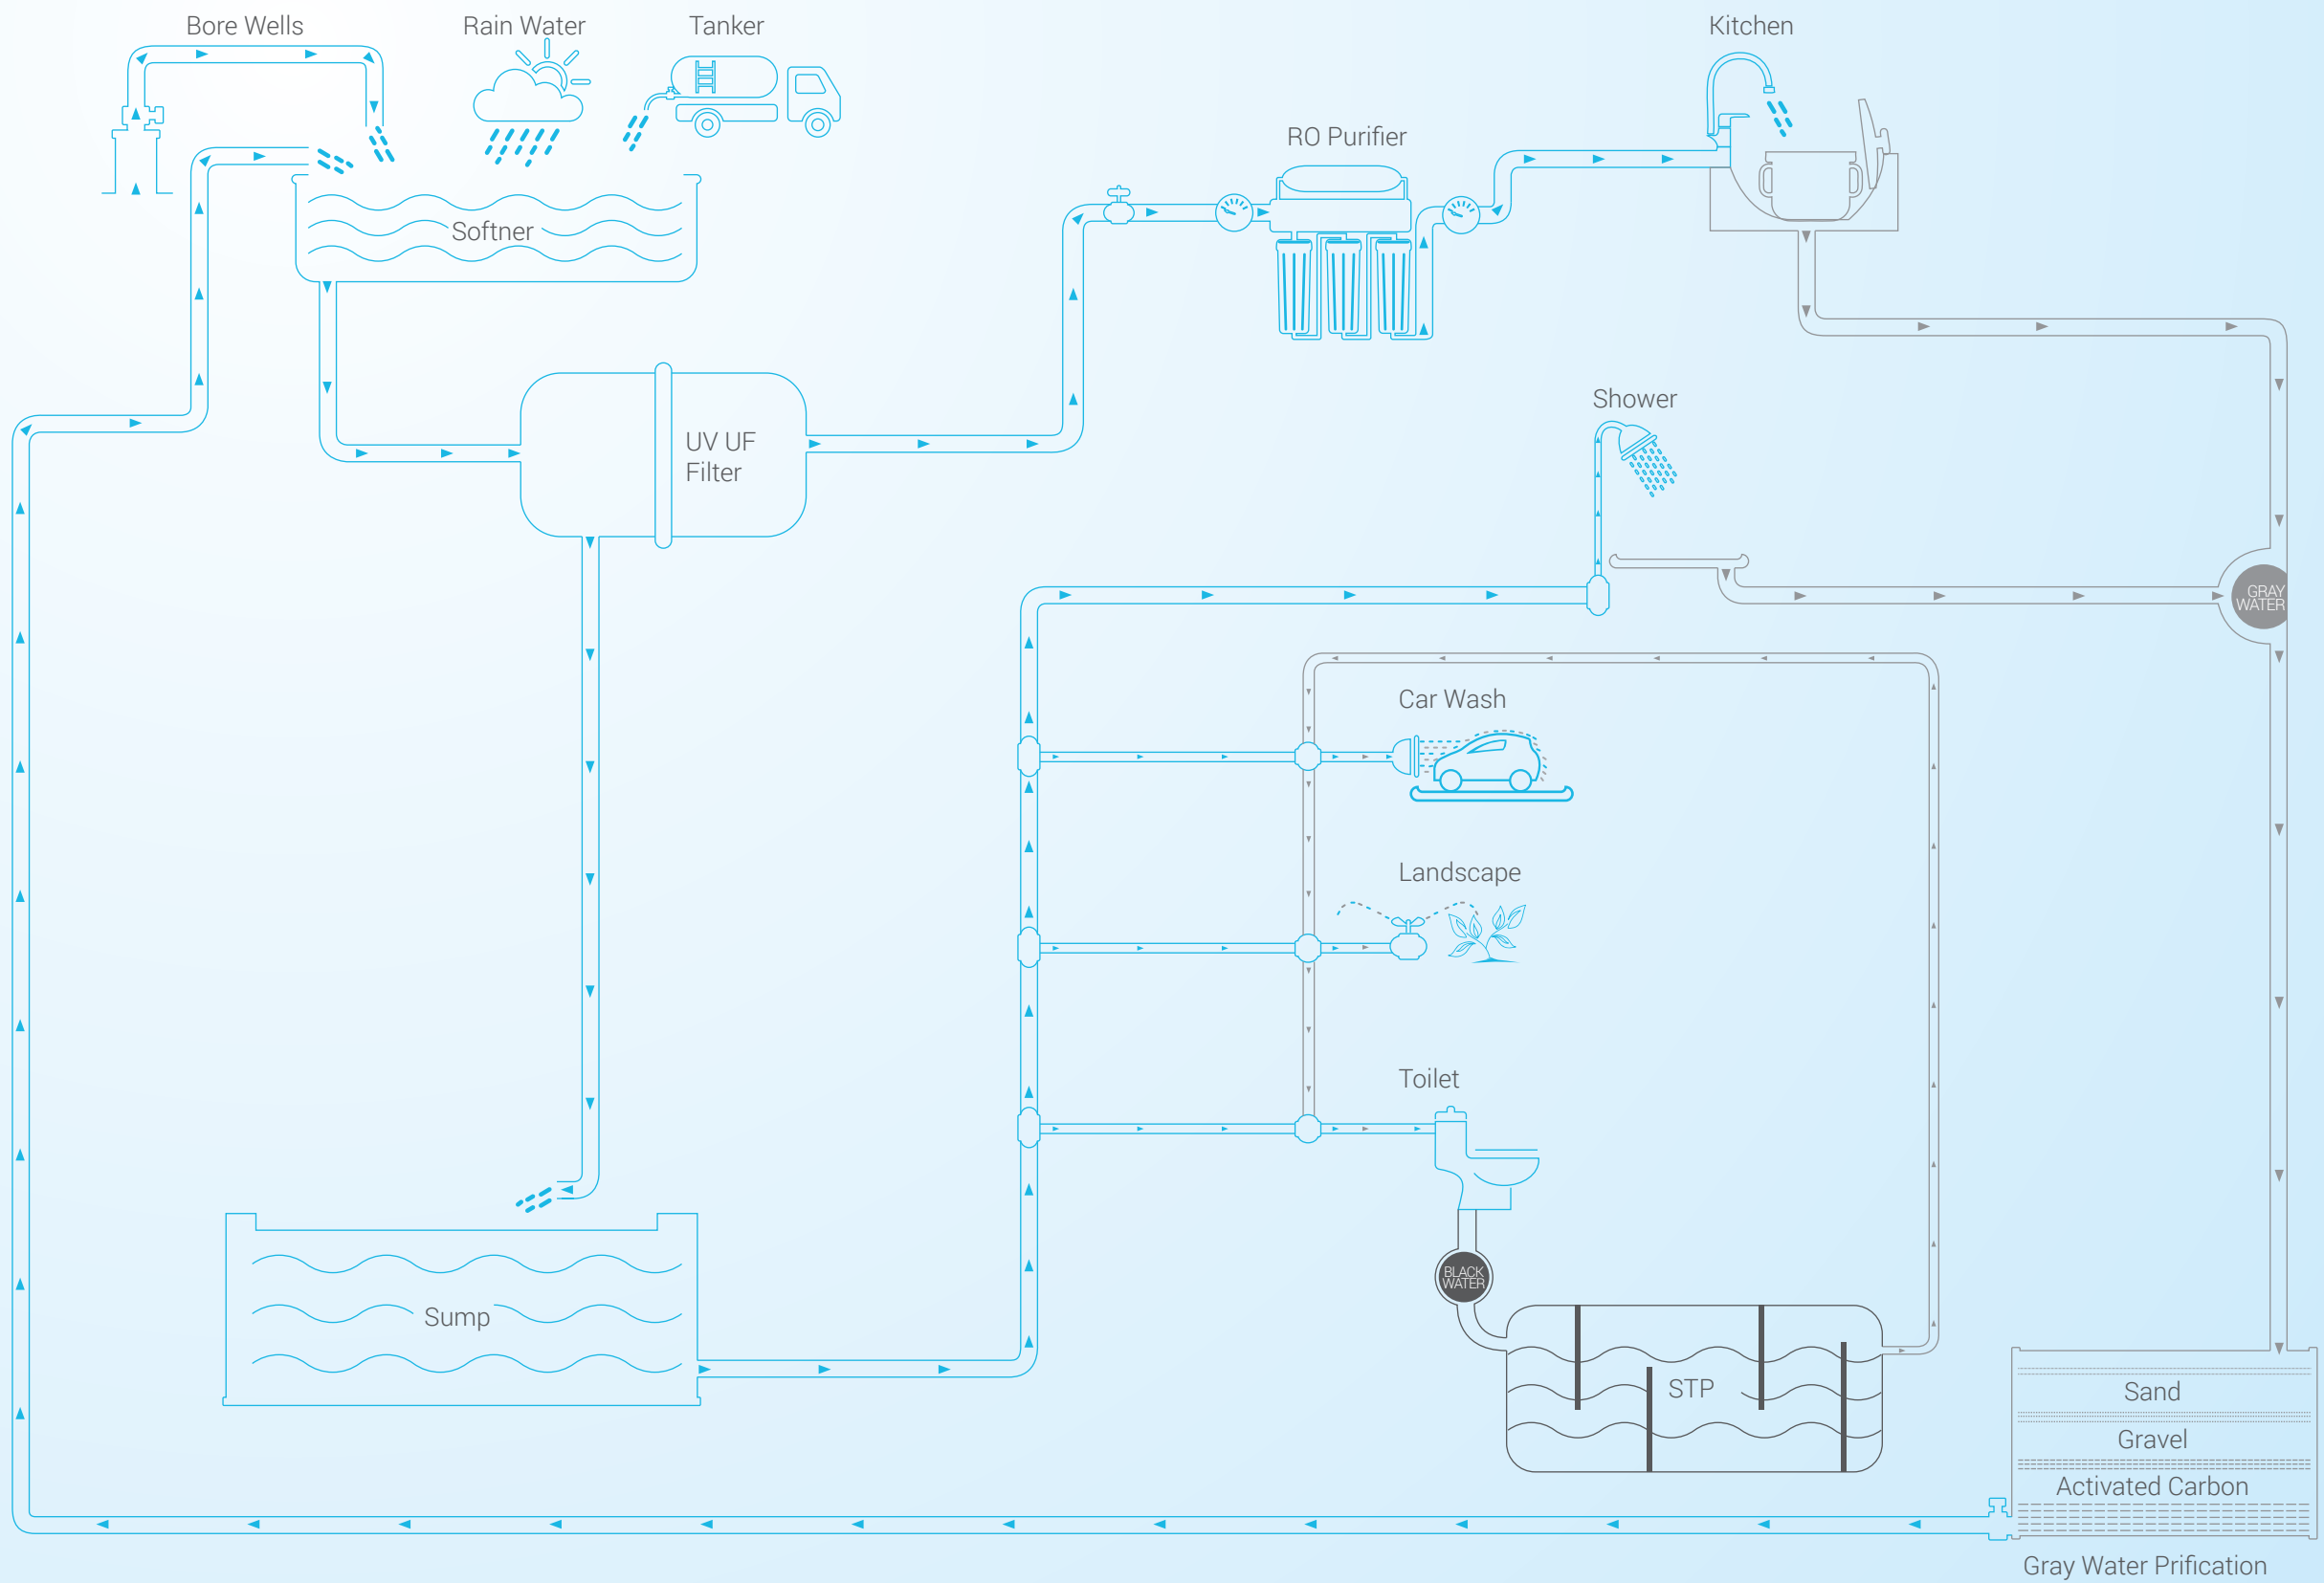 Bore Wells
Rain Water
Tanker
Kitchen
RO Purifier
Softner
Shower
UV UF
Filter
GRAY
WATER
Car Wash
Landscape
Toilet
BLACK
WATER
Sump
STP
Sand
Gravel
Activated Carbon
Gray Water Prification